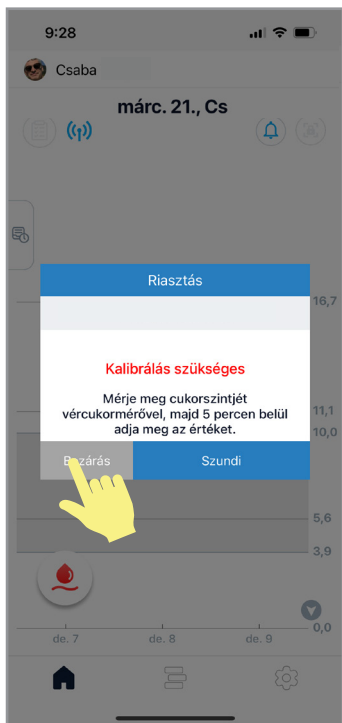 9:28
Csaba
márc. 21., Cs
Riasztás
16,7
Kalibrálás szükséges
Mérje meg cukorszintjét
vércukormérővel, majd 5 percen belül
adja meg az értéket.
11,1
10,0
Bezárás
Szundi
5,6
3,9
0,0
de. 7
de. 8
de. 9